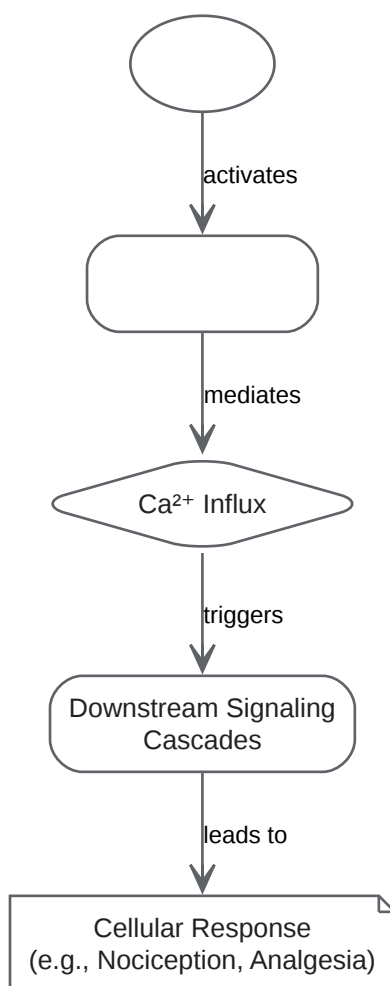 activates
mediates
Ca²⁺ Influx
triggers
Downstream Signaling
Cascades
leads to
Cellular Response
(e.g., Nociception, Analgesia)